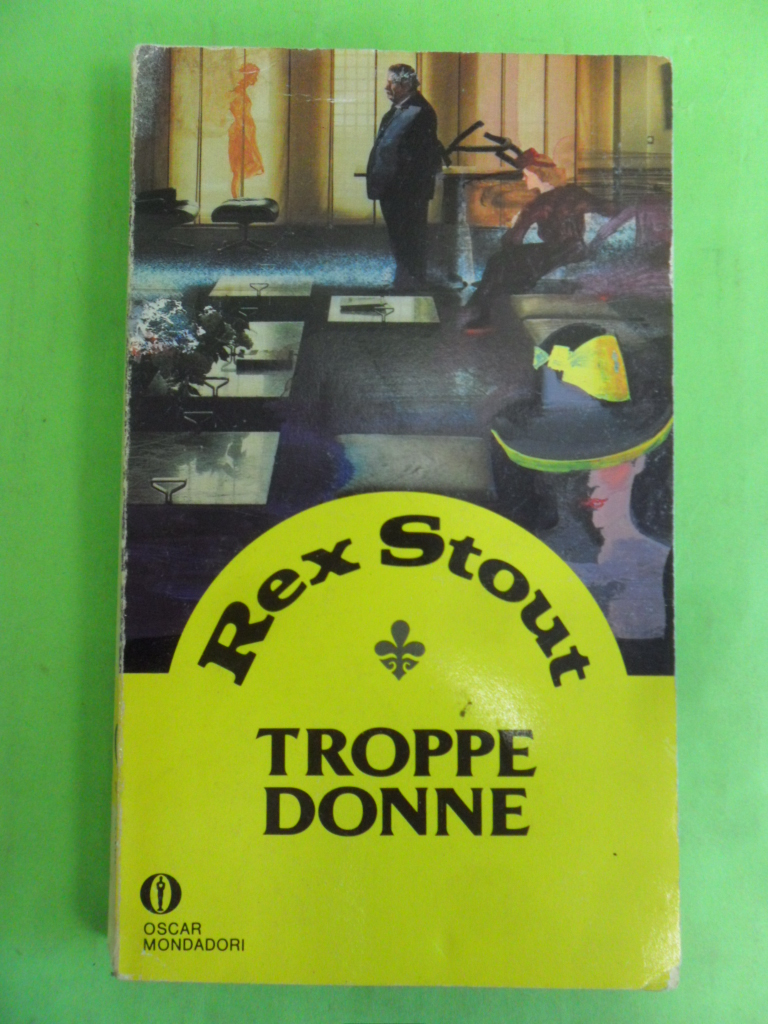 Rex Stout
TROPPE
DONNE
OSCAR
MONDADORI